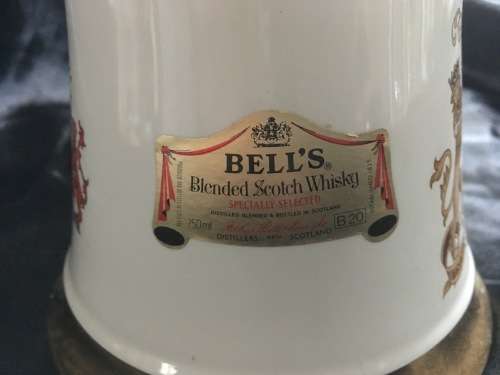 BELL'S®
Blended Scotch Whisky
SPECIALLY SELECTED
DISTILLED BLENDED & BOTTLED IN SCOTLAND
750ml
B20
DISTILLERS SCOTLAND